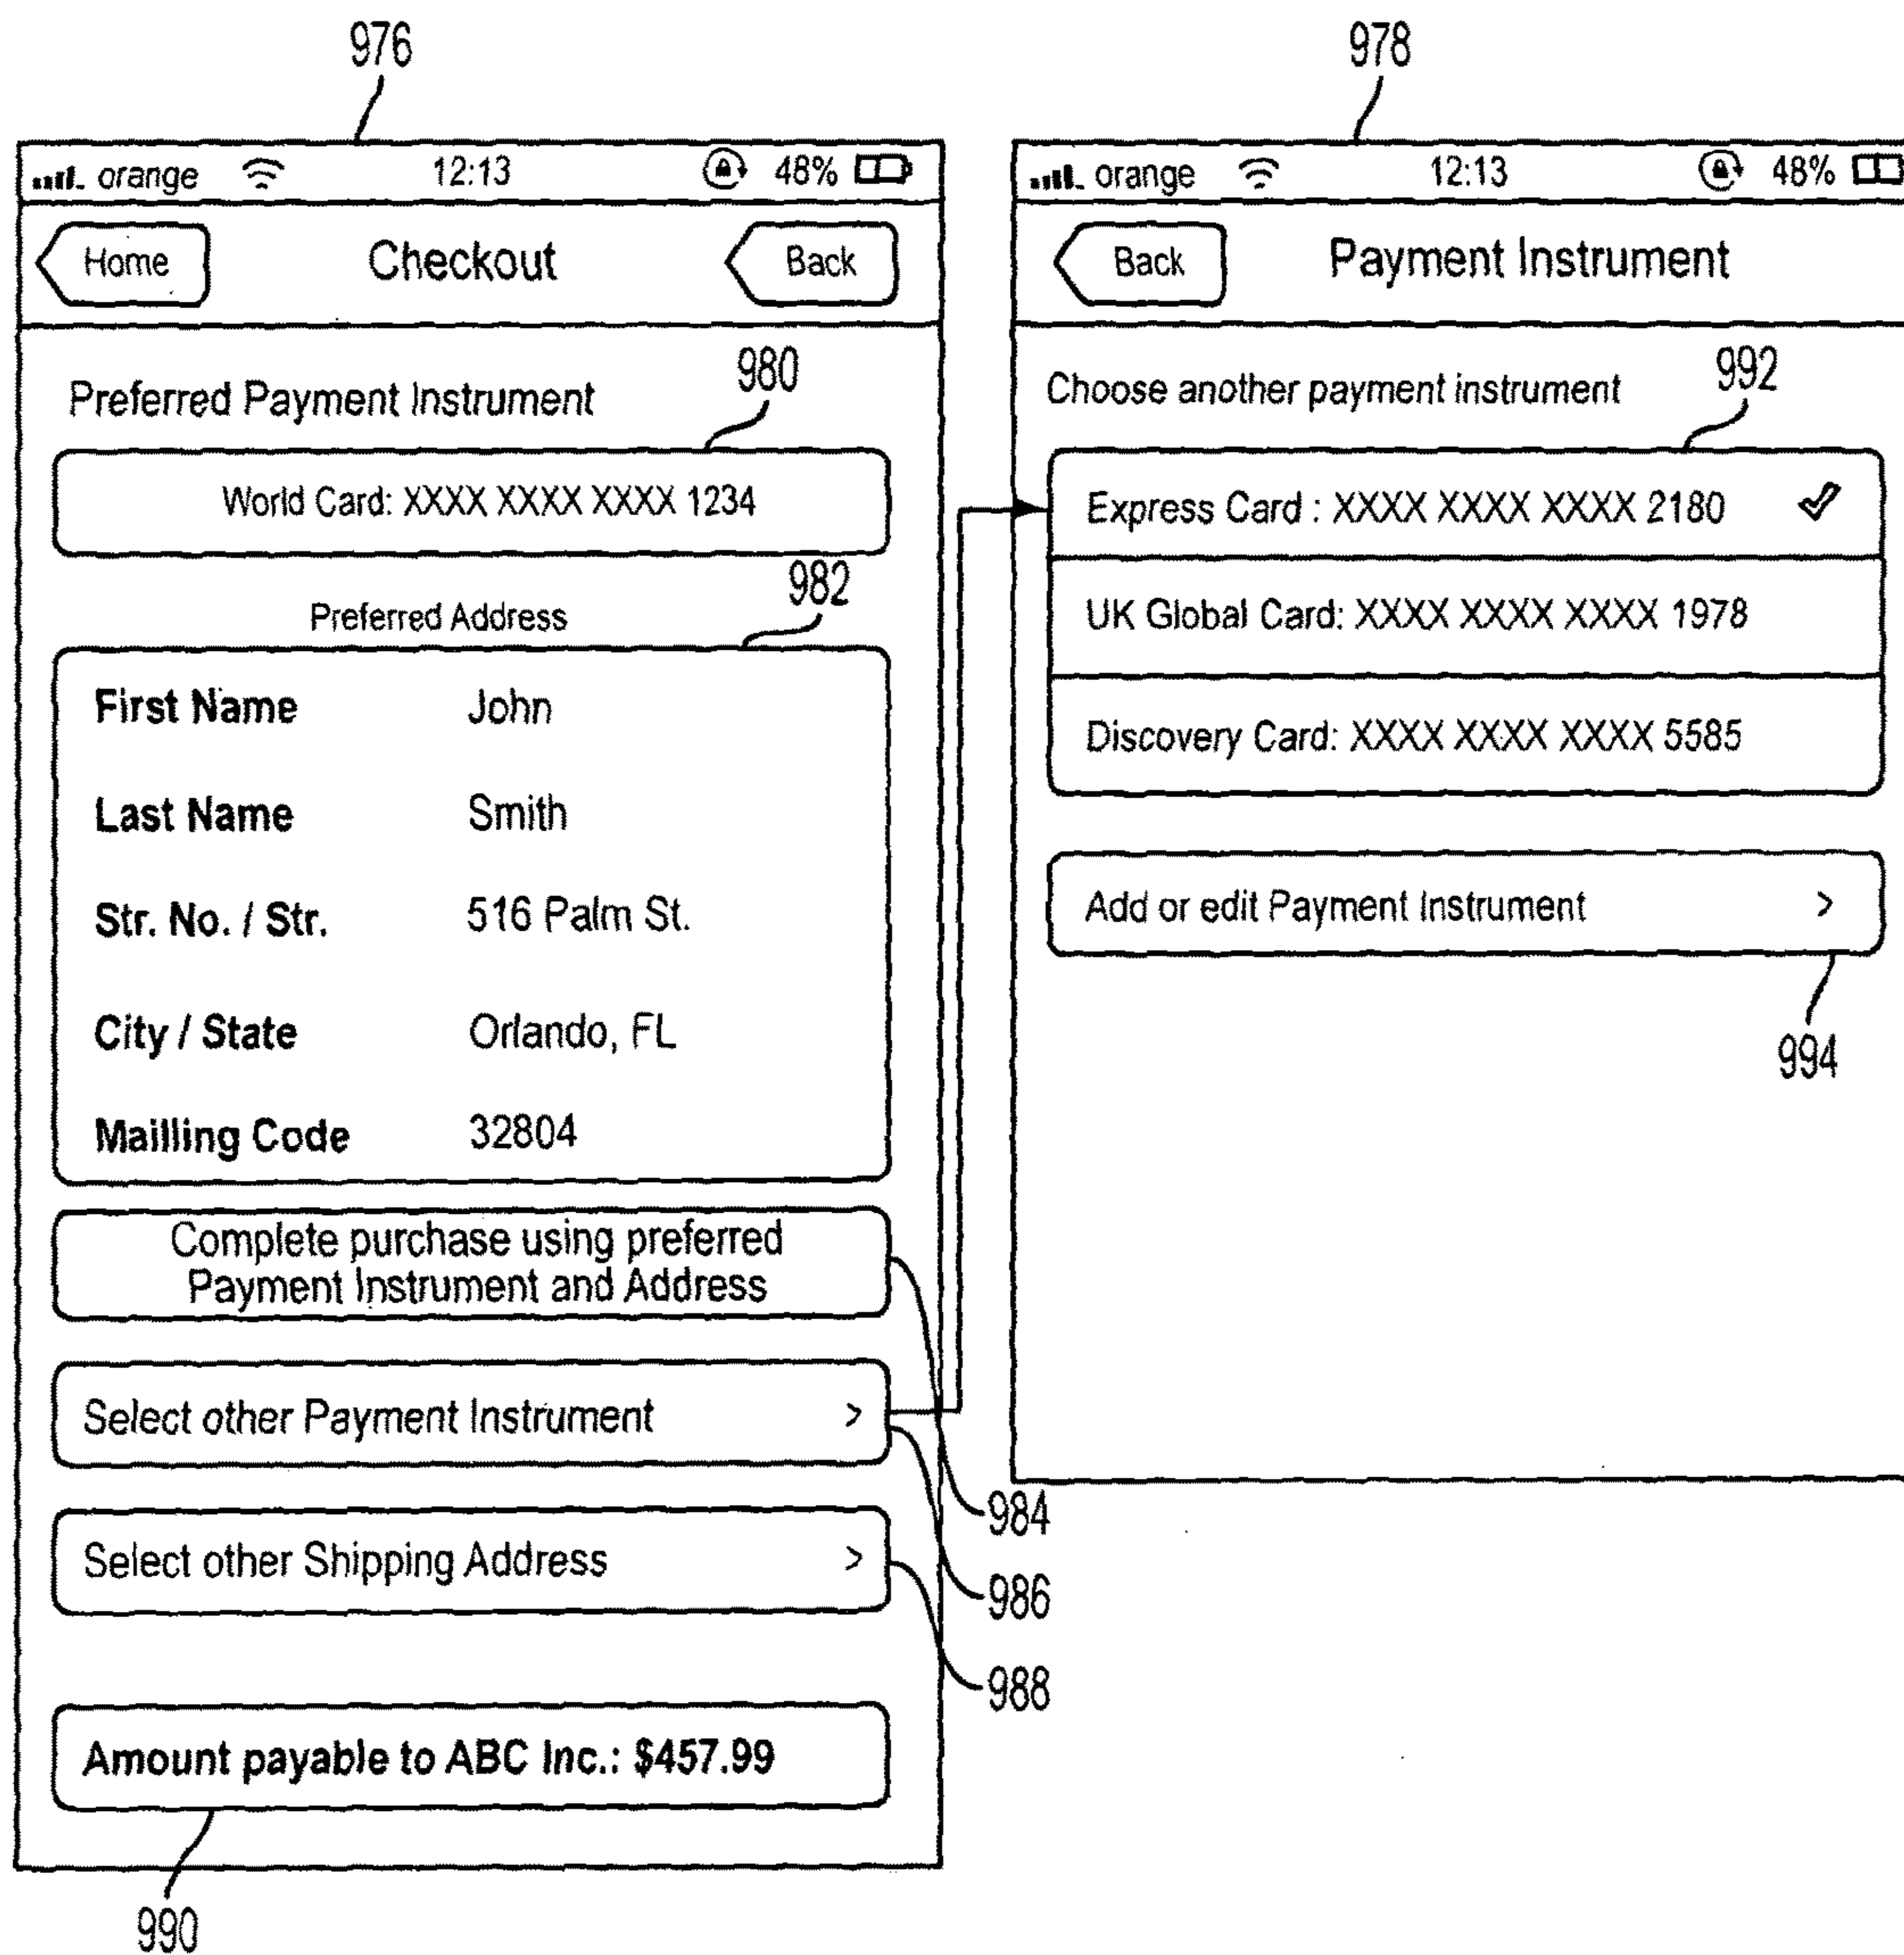 976
orange 12:13 48%
Home Checkout Back
Preferred Payment Instrument
980
World Card: XXXX XXXX XXXX 1234
Preferred Address
982
First Name John
Last Name Smith
Str. No. / Str. 516 Palm St.
City / State Orlando, FL
Mailling Code 32804
Complete purchase using preferred
Payment Instrument and Address
984
Select other Payment Instrument >
986
Select other Shipping Address >
988
Amount payable to ABC Inc.: $457.99
990
978
orange 12:13 48%
Back Payment Instrument
Choose another payment instrument
992
Express Card : XXXX XXXX XXXX 2180
UK Global Card: XXXX XXXX XXXX 1978
Discovery Card: XXXX XXXX XXXX 5585
Add or edit Payment Instrument >
994